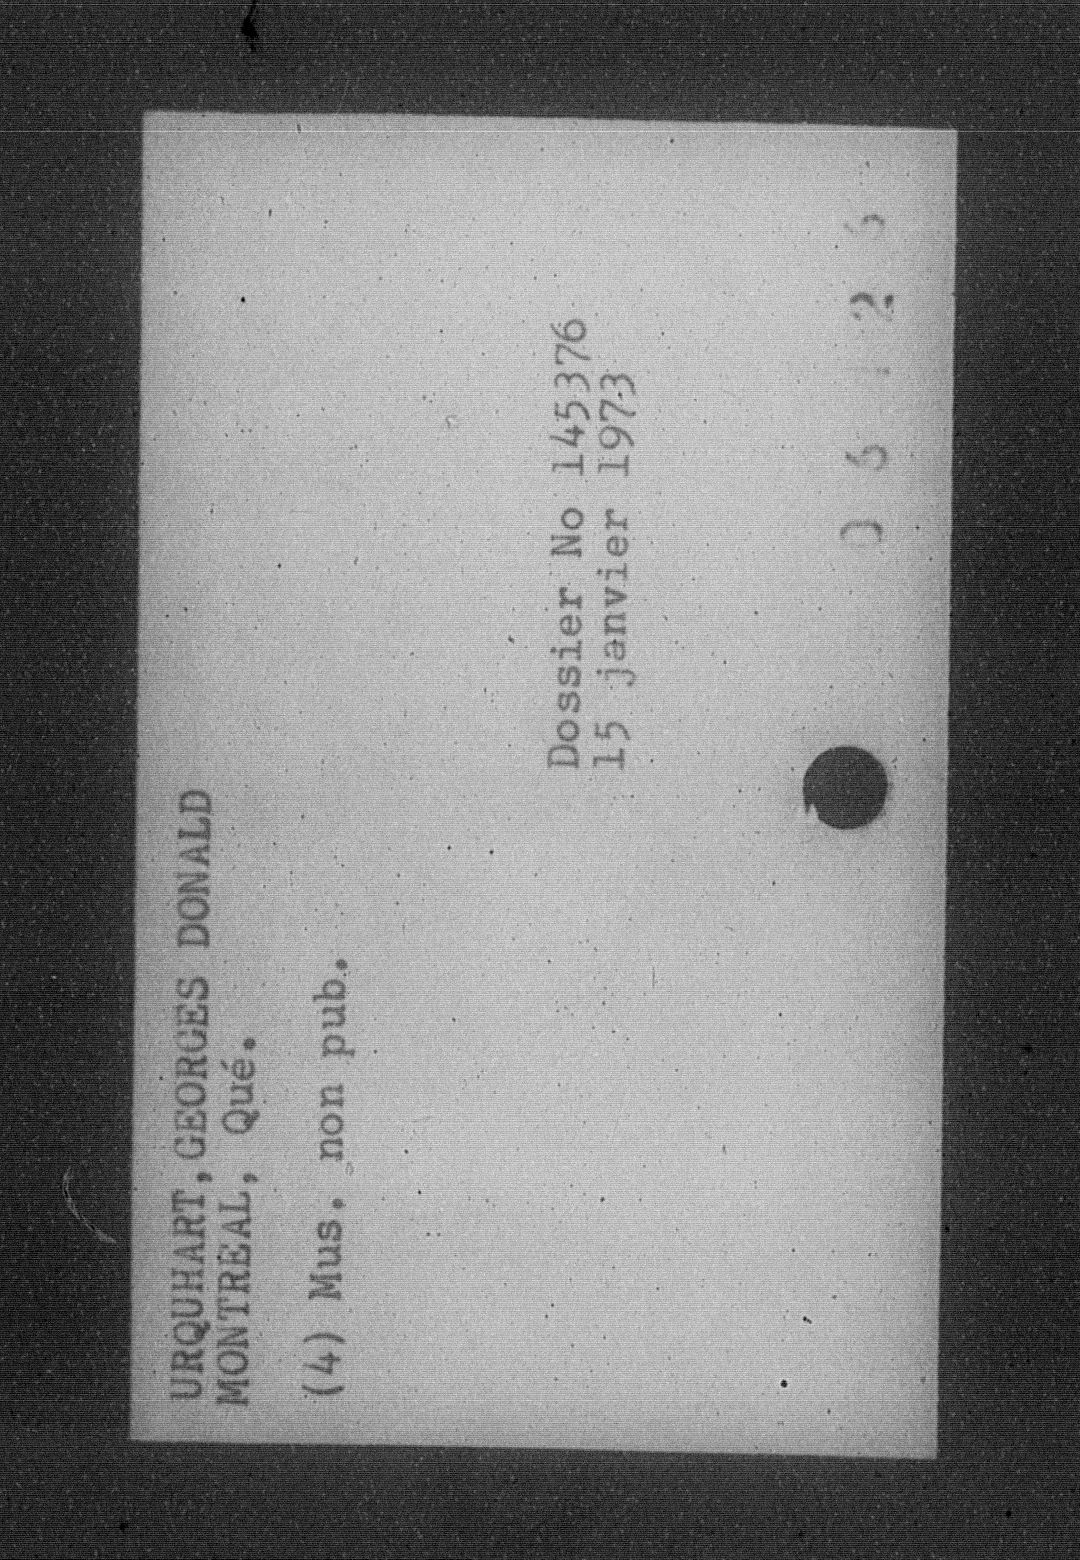 URQUHART, GEORGES DONALD
MONTREAL, Qué.
(4) Mus. non pub.
Dossier No 145376
15 janvier 1973